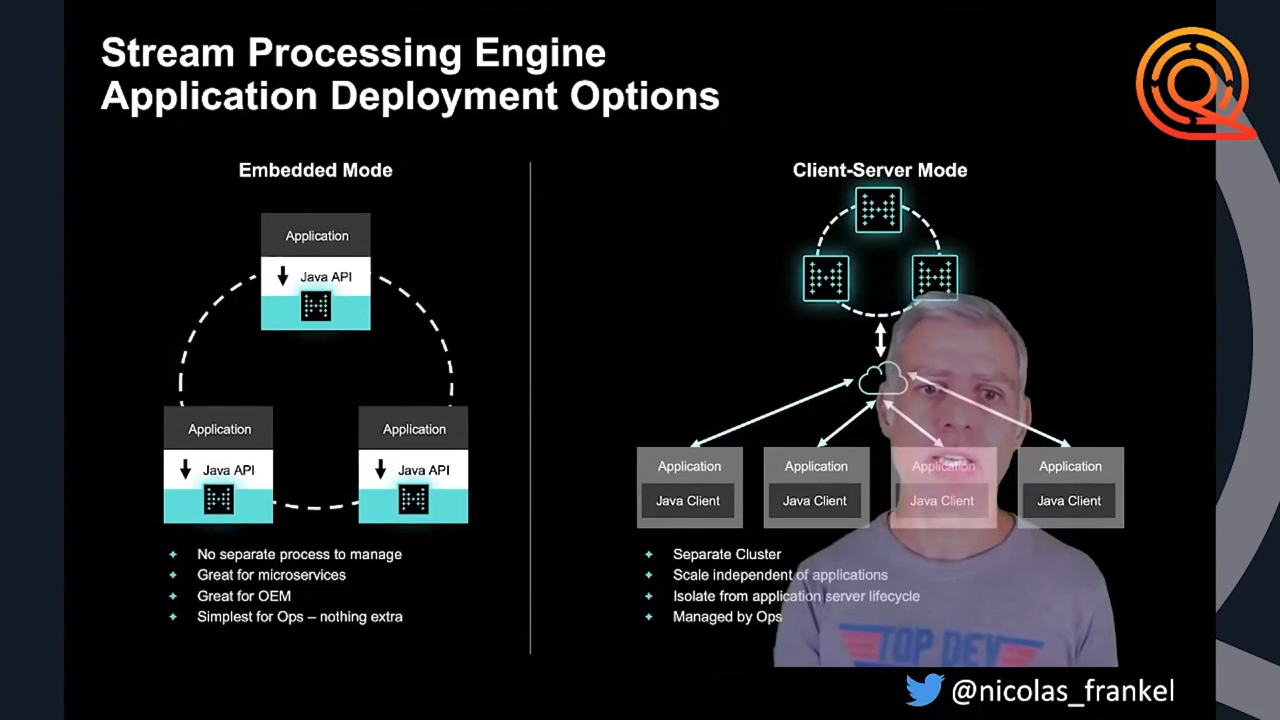 Stream Processing Engine
Application Deployment Options
Embedded Mode
Application
Java API
Application
Java API
Application
Java API
No separate process to manage
Great for microservices
Great for OEM
Simplest for Ops – nothing extra
Client-Server Mode
Application
Java Client
Application
Java Client
Application
Java Client
Application
Java Client
Separate Cluster
Scale independent of applications
Isolate from application server lifecycle
Managed by Ops
TOP DEV
@nicolas_frankel